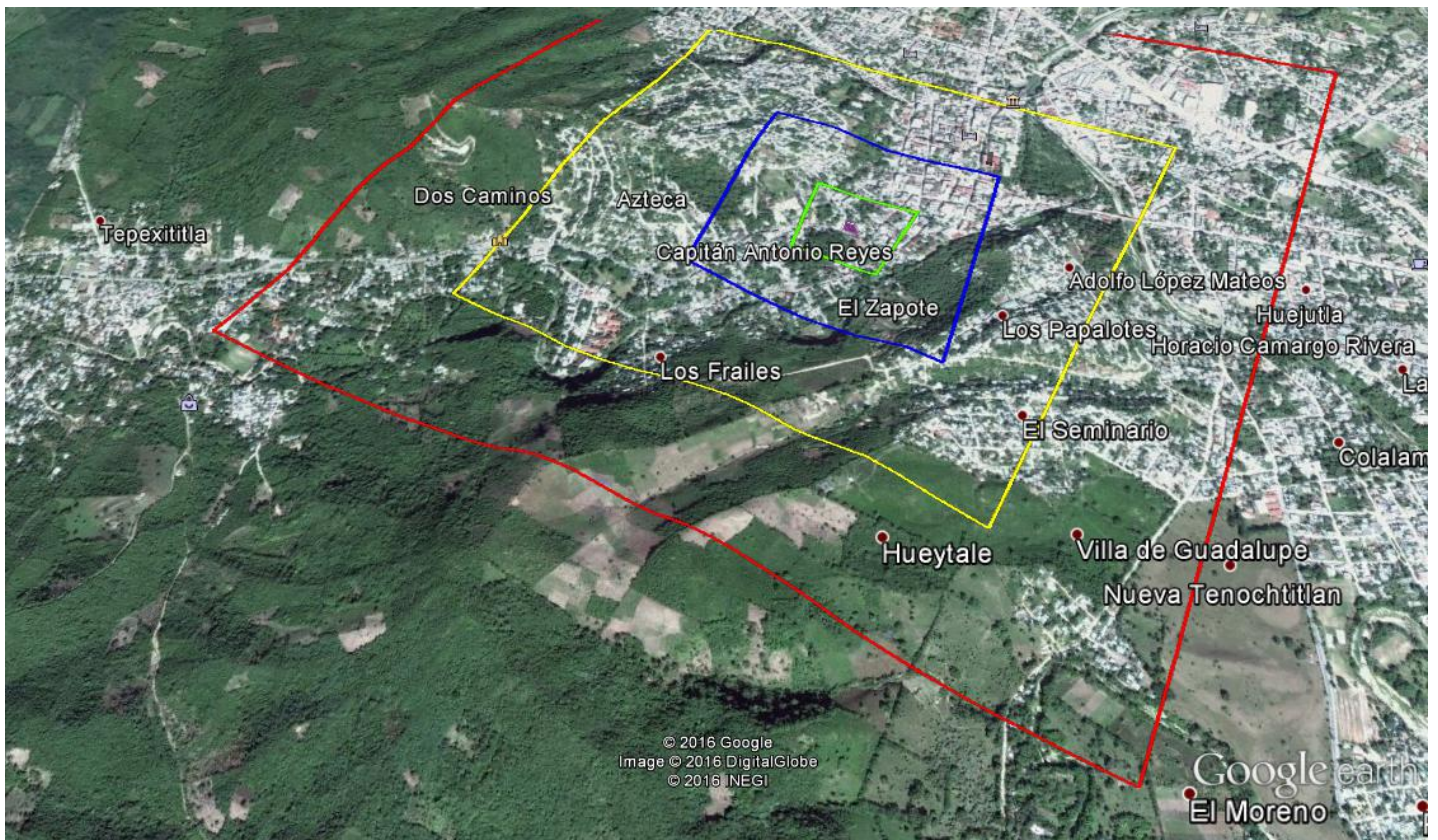 Dos Caminos
Azteca
Tepexititla
Capitán Antonio Reyes
Adolfo López Mateos
El Zapote
Huejutla
Los Papalotes
Horacio Camargo Rivera
Los Frailes
La
El Seminario
Colalam
Hueytale
Villa de Guadalupe
Nueva Tenochtitlan
© 2016 Google
Image © 2016 DigitalGlobe
© 2016 INEGI
Google earth
El Moreno